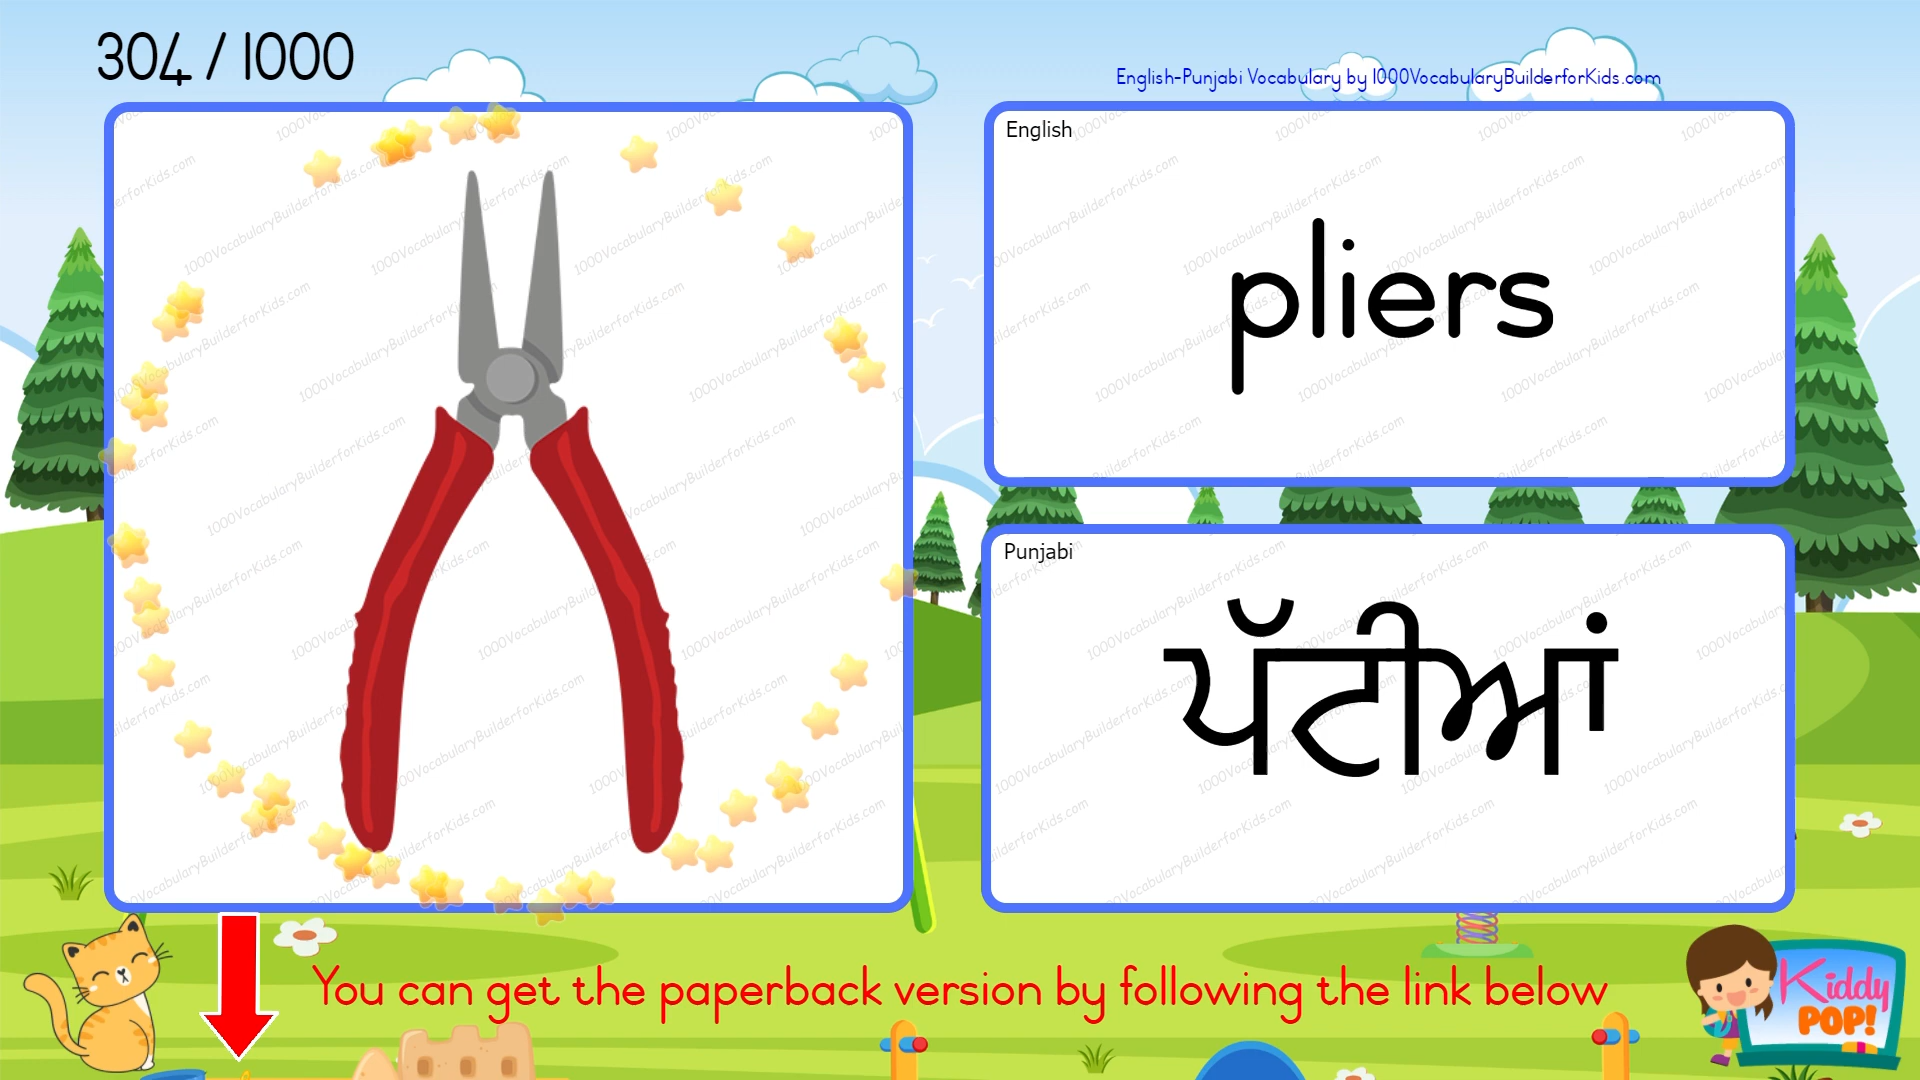 304 / 1000
English-Punjabi Vocabulary by 1000VocabularyBuilderforKids.com
English
pliers
Punjabi
ਪੱਟੀਆਂ
You can get the paperback version by following the link below
Kiddy
POP!